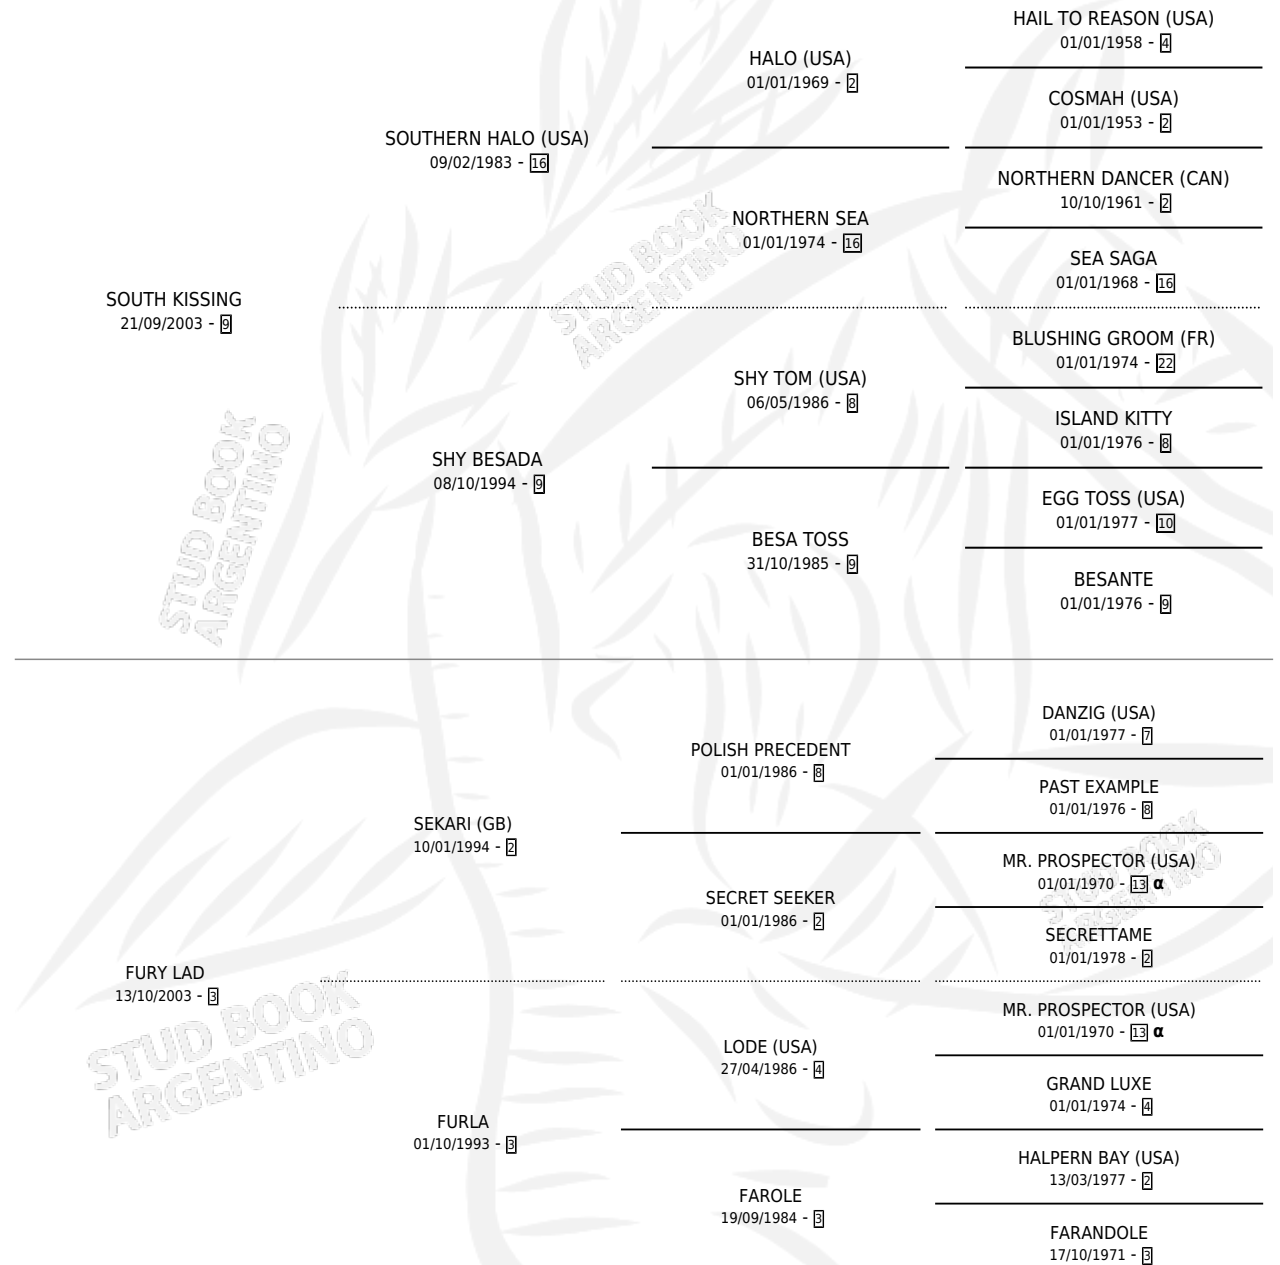 HAIL TO REASON (USA)
01/01/1958 - 4
HALO (USA)
01/01/1969 - 2
COSMAH (USA)
01/01/1953 - 2
SOUTHERN HALO (USA)
09/02/1983 - 16
NORTHERN DANCER (CAN)
10/10/1961 - 2
NORTHERN SEA
01/01/1974 - 16
SEA SAGA
01/01/1968 - 16
SOUTH KISSING
21/09/2003 - 9
BLUSHING GROOM (FR)
01/01/1974 - 22
SHY TOM (USA)
06/05/1986 - 8
ISLAND KITTY
01/01/1976 - 8
SHY BESADA
08/10/1994 - 9
EGG TOSS (USA)
01/01/1977 - 10
BESA TOSS
31/10/1985 - 9
BESANTE
01/01/1976 - 9
DANZIG (USA)
01/01/1977 - 7
POLISH PRECEDENT
01/01/1986 - 8
PAST EXAMPLE
01/01/1976 - 8
SEKARI (GB)
10/01/1994 - 2
MR. PROSPECTOR (USA)
01/01/1970 - 13 α
SECRET SEEKER
01/01/1986 - 2
SECRETTAME
01/01/1978 - 2
FURY LAD
13/10/2003 - 3
MR. PROSPECTOR (USA)
01/01/1970 - 13 α
LODE (USA)
27/04/1986 - 4
GRAND LUXE
01/01/1974 - 4
FURLA
01/10/1993 - 3
HALPERN BAY (USA)
13/03/1977 - 2
FAROLE
19/09/1984 - 3
FARANDOLE
17/10/1971 - 3
STUD BOOK
ARGENTINO
STUD BOOK
ARGENTINO
STUD BOOK
ARGENTINO
STUD BOOK
ARGENTINO